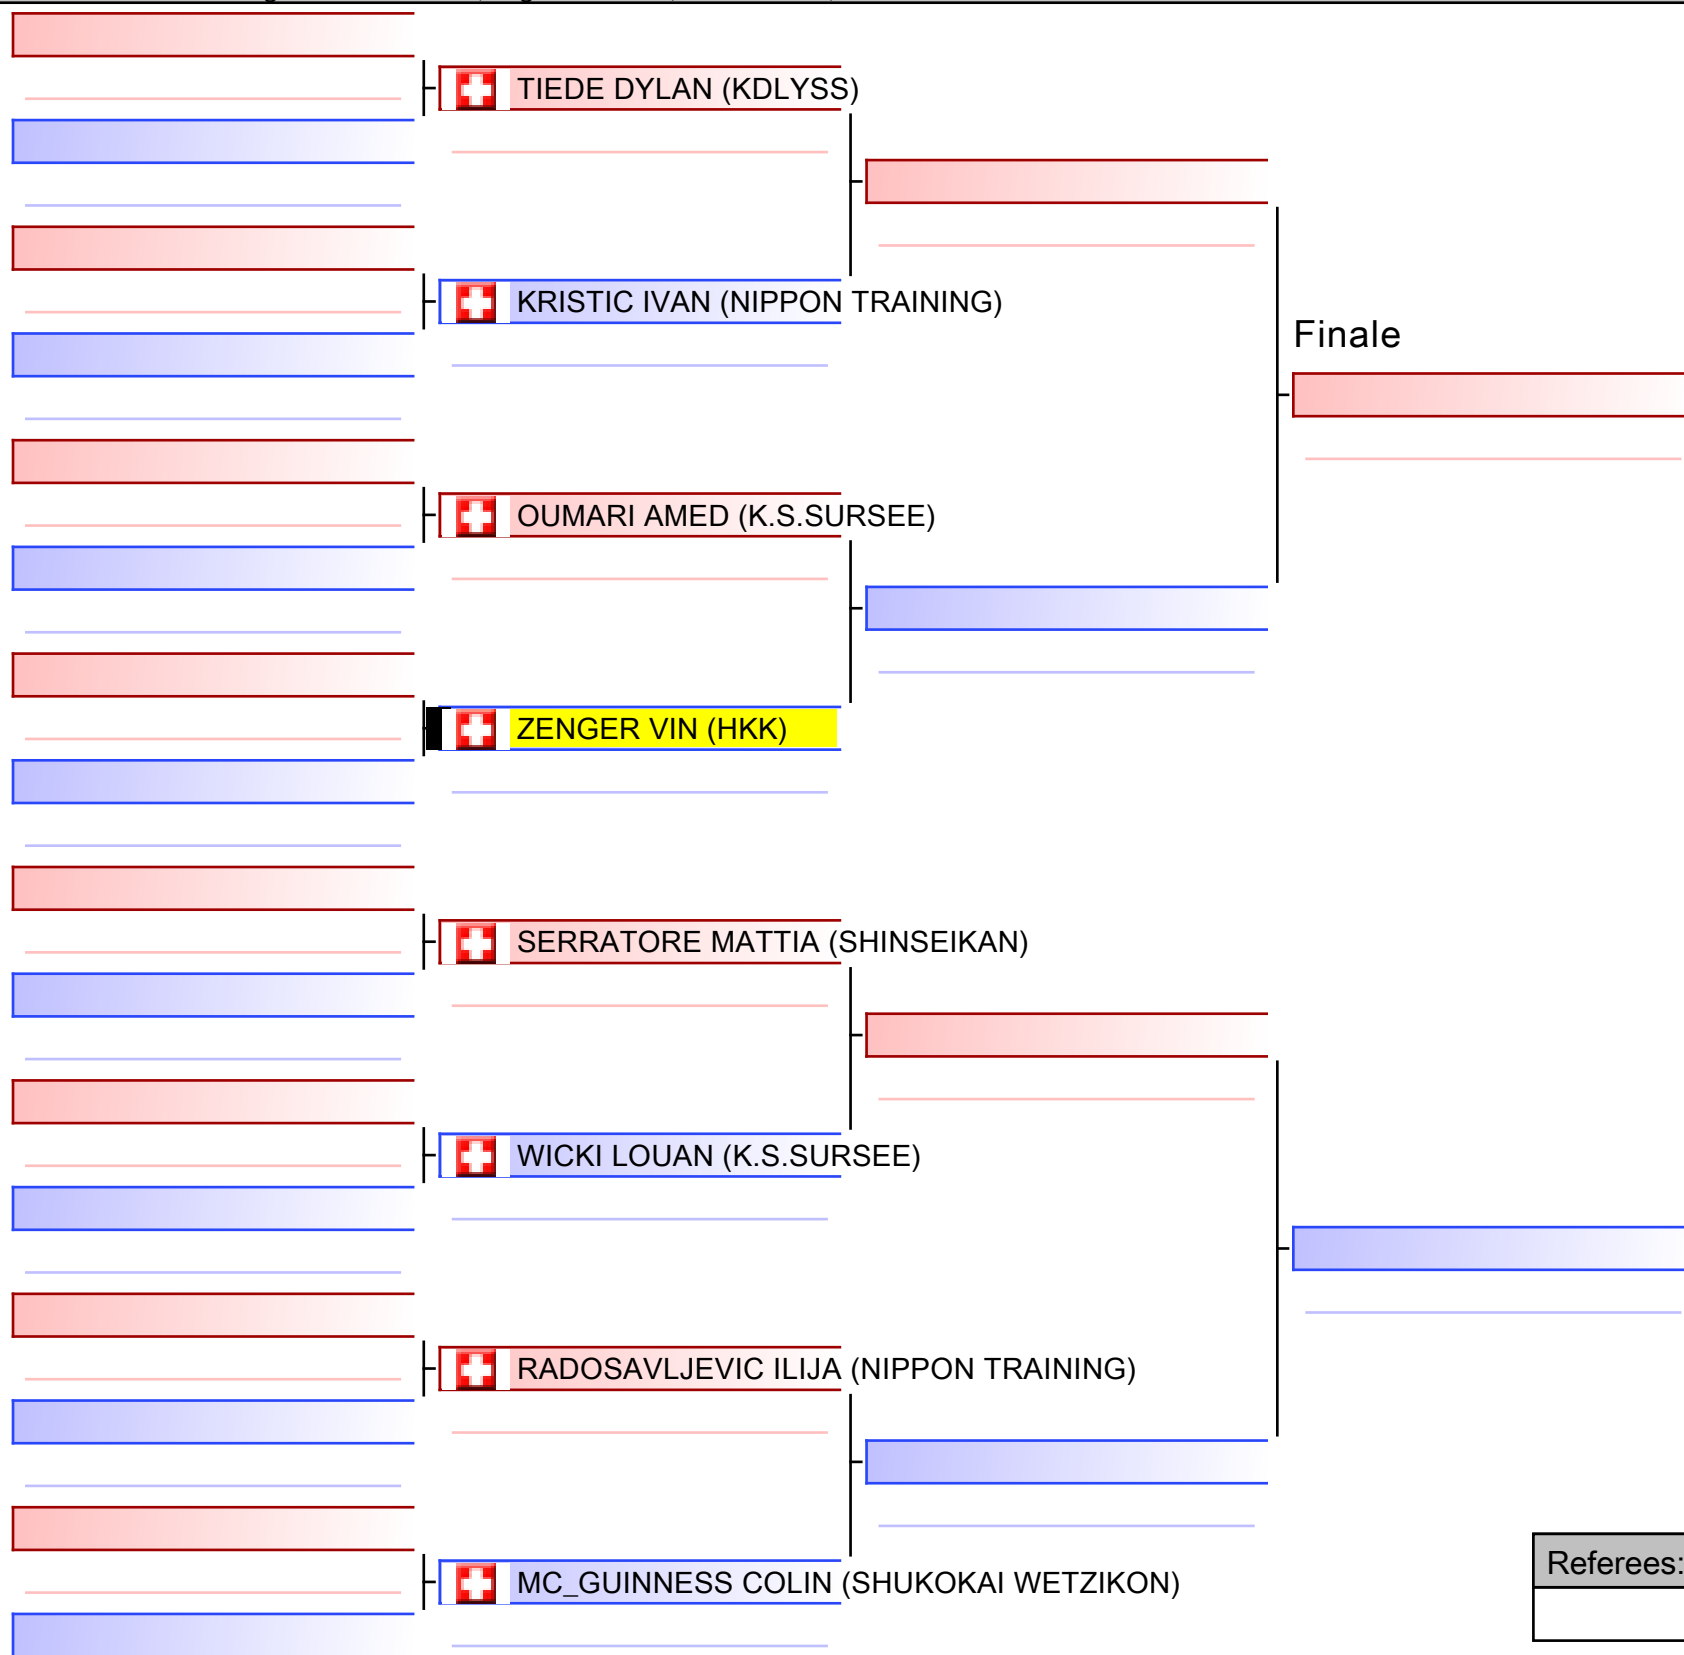 TIEDE DYLAN (KDLYSS)
KRISTIC IVAN (NIPPON TRAINING)
Finale
OUMARI AMED (K.S.SURSEE)
ZENGER VIN (HKK)
SERRATORE MATTIA (SHINSEIKAN)
WICKI LOUAN (K.S.SURSEE)
RADOSAVLJEVIC ILIJA (NIPPON TRAINING)
Referees:
MC_GUINNESS COLIN (SHUKOKAI WETZIKON)